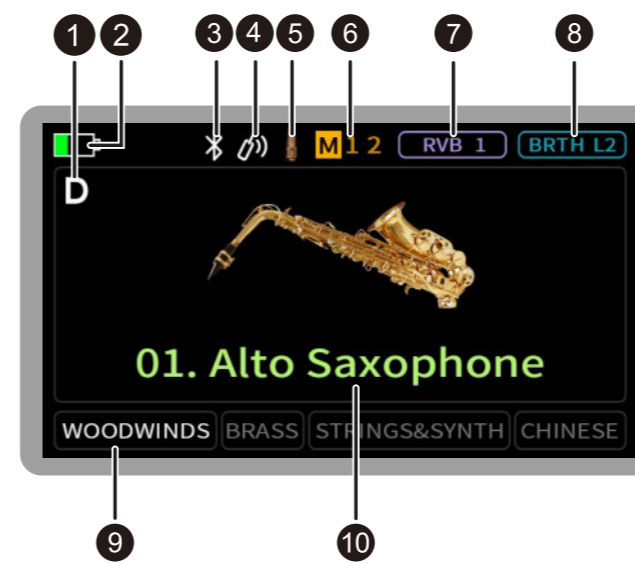 1 2 3 4 5 6 7 8
M 1 2 RVB 1 BRTH L2
D
01. Alto Saxophone
WOODWINDS BRASS STRINGS&SYNTH CHINESE
9 10